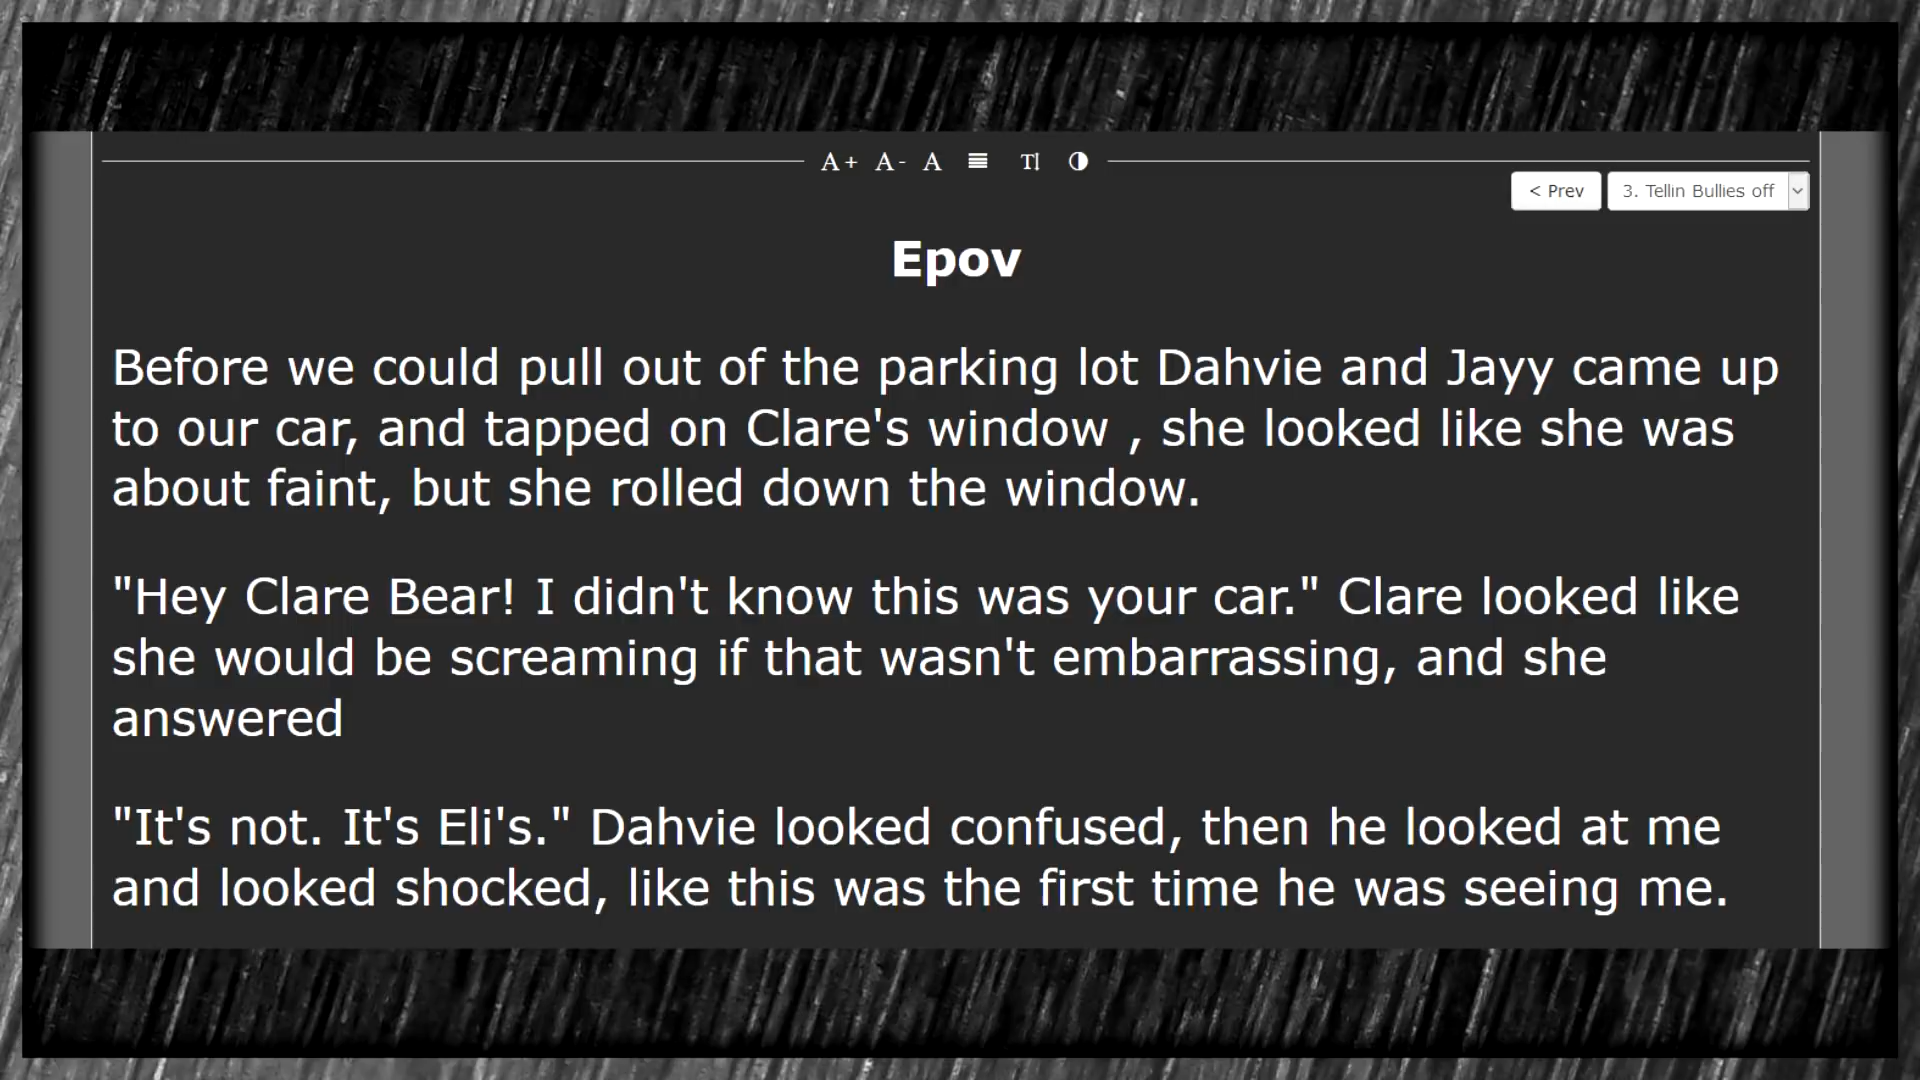 A + A - A T
< Prev 3. Tellin Bullies off
Epov
Before we could pull out of the parking lot Dahvie and Jayy came up
to our car, and tapped on Clare's window , she looked like she was
about faint, but she rolled down the window.
"Hey Clare Bear! I didn't know this was your car." Clare looked like
she would be screaming if that wasn't embarrassing, and she
answered
"It's not. It's Eli's." Dahvie looked confused, then he looked at me
and looked shocked, like this was the first time he was seeing me.